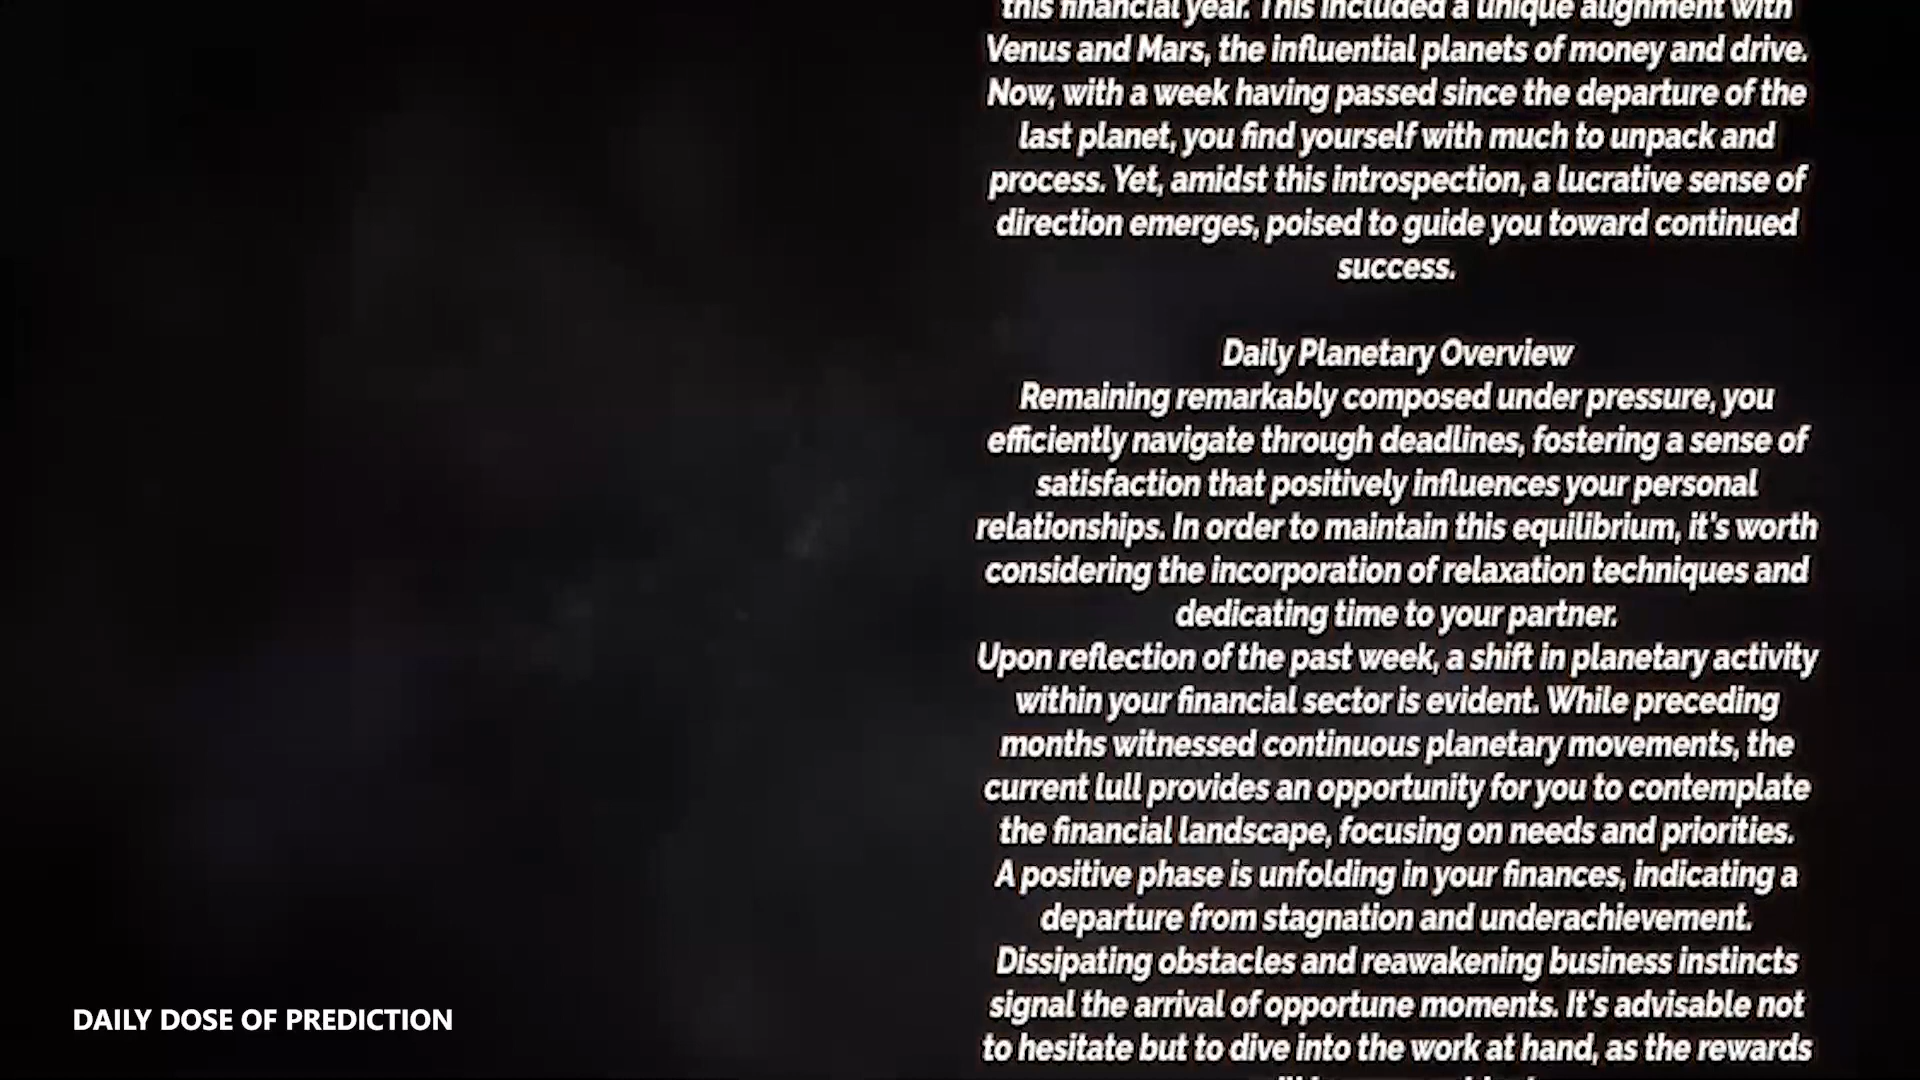 this financial year. This included a unique alignment with
Venus and Mars, the influential planets of money and drive.
Now, with a week having passed since the departure of the
last planet, you find yourself with much to unpack and
process. Yet, amidst this introspection, a lucrative sense of
direction emerges, poised to guide you toward continued
success.
Daily Planetary Overview
Remaining remarkably composed under pressure, you
efficiently navigate through deadlines, fostering a sense of
satisfaction that positively influences your personal
relationships. In order to maintain this equilibrium, it's worth
considering the incorporation of relaxation techniques and
dedicating time to your partner.
Upon reflection of the past week, a shift in planetary activity
within your financial sector is evident. While preceding
months witnessed continuous planetary movements, the
current lull provides an opportunity for you to contemplate
the financial landscape, focusing on needs and priorities.
A positive phase is unfolding in your finances, indicating a
departure from stagnation and underachievement.
Dissipating obstacles and reawakening business instincts
signal the arrival of opportune moments. It's advisable not
to hesitate but to dive into the work at hand, as the rewards
DAILY DOSE OF PREDICTION